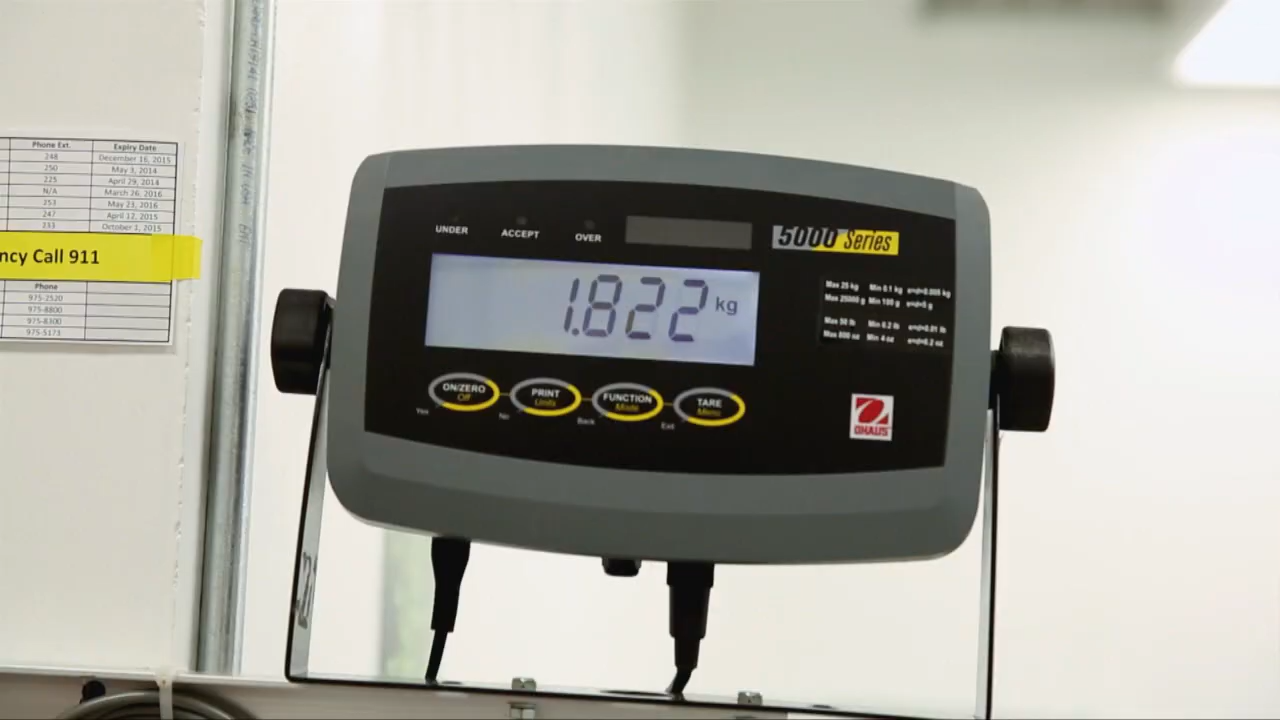 Phone Ext. Expiry Date
248 December 16, 2015
250 May 3, 2014
225 April 29, 2014
N/A March 26, 2016
253 May 23, 2016
247 April 12, 2015
233 October 1, 2015
ncy Call 911
Phone
975-2520
975-8800
975-8300
975-5173
UNDER ACCEPT OVER
5000 Series
1.822 kg
Max 25 kg Min 0.1 kg e=d=0.005 kg
Max 25000 g Min 100 g e=d=5 g
Max 50 lb Min 0.2 lb e=d=0.01 lb
Max 800 oz Min 4 oz e=d=0.2 oz
ON/ZERO PRINT FUNCTION TARE
Off Units Mode Menu
Yes No Back Exit
OHAUS